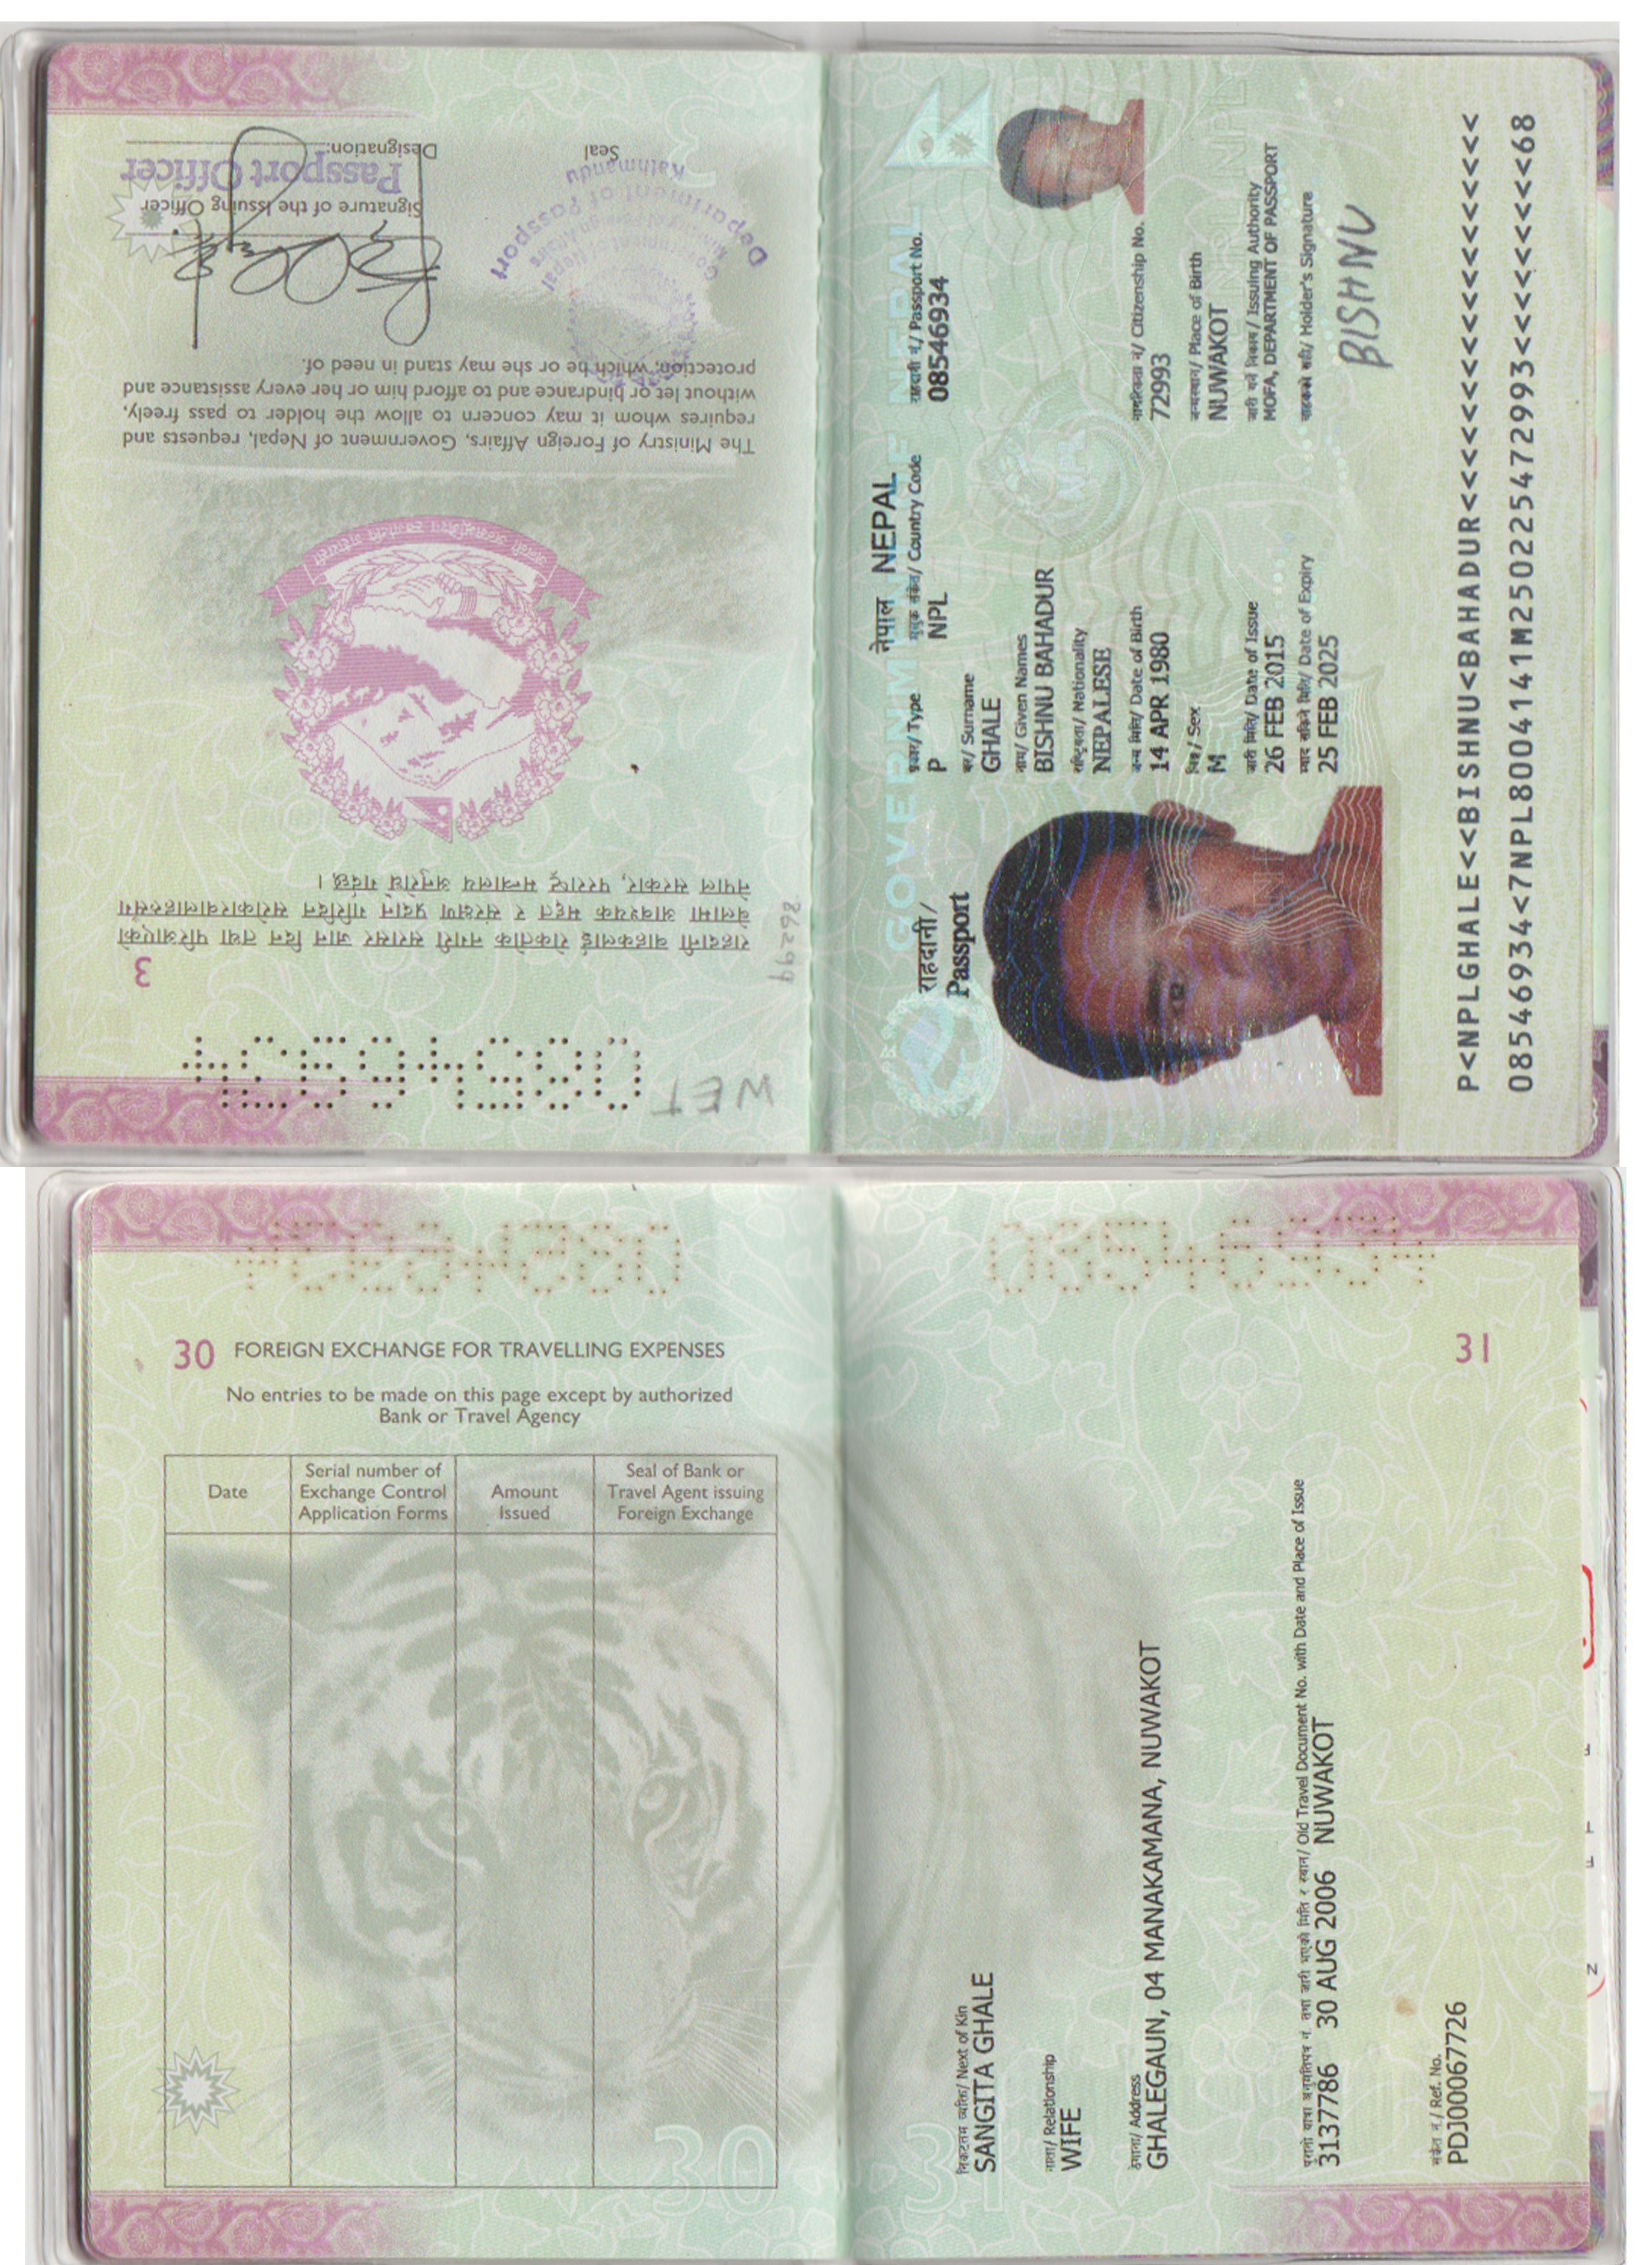 राहदानी वाहकलाई रोकतोक नगरी सरासर जान दिन तथा परिआएको
बेलामा आवश्यक मद्दत र संरक्षण प्रदान गरिदिन सरोकारवालाहरुसंग
नेपाल सरकार, परराष्ट्र मन्त्रालय अनुरोध गर्दछ ।
3
The Ministry of Foreign Affairs, Government of Nepal, requests and
requires whom it may concern to allow the holder to pass freely,
without let or hindrance and to afford him or her every assistance and
protection, which he or she may stand in need of.
Signature of the Issuing Officer
Passport Officer
Designation:
Seal
Department of Passport
Kathmandu
08546934
WET
86299
नेपाल NEPAL
GOVERNMENT OF NEPAL
राहदानी/
Passport
प्रकार/ Type
P
मुलुक संकेत/ Country Code
NPL
राहदानी नं./ Passport No.
08546934
थर/ Surname
GHALE
नाम/ Given Names
BISHNU BAHADUR
राष्ट्रियता/ Nationality
NEPALESE
जन्म मिति/ Date of Birth
14 APR 1980
नागरिकता नं/ Citizenship No.
72993
लिङ्ग/ Sex
M
जन्मस्थान/ Place of Birth
NUWAKOT
जारी मिति/ Date of Issue
26 FEB 2015
जारी गर्ने निकाय/ Issuing Authority
MOFA, DEPARTMENT OF PASSPORT
म्याद सकिने मिति/ Date of Expiry
25 FEB 2025
वाहकको सही/ Holder's Signature
BISHNU
P<NPLGHALE<<BISHNU<BAHADUR<<<<<<<<<<<<<<<<<<
08546934<7NPL8004141M250225472993<<<<<<<<<68
08546934
08546934
30 FOREIGN EXCHANGE FOR TRAVELLING EXPENSES
No entries to be made on this page except by authorized
Bank or Travel Agency
Date
Serial number of
Exchange Control
Application Forms
Amount
Issued
Seal of Bank or
Travel Agent issuing
Foreign Exchange
30
31
31
निकटतम व्यक्ति/ Next of Kin
SANGITA GHALE
नाता/ Relationship
WIFE
ठेगाना/ Address
GHALEGAUN, 04 MANAKAMANA, NUWAKOT
पुरानो यात्रा अनुमतिपत्र नं. तथा जारी भएको मिति र स्थान/ Old Travel Document No. with Date and Place of Issue
3137786 30 AUG 2006 NUWAKOT
संकेत नं./ Ref. No.
PDJ00067726